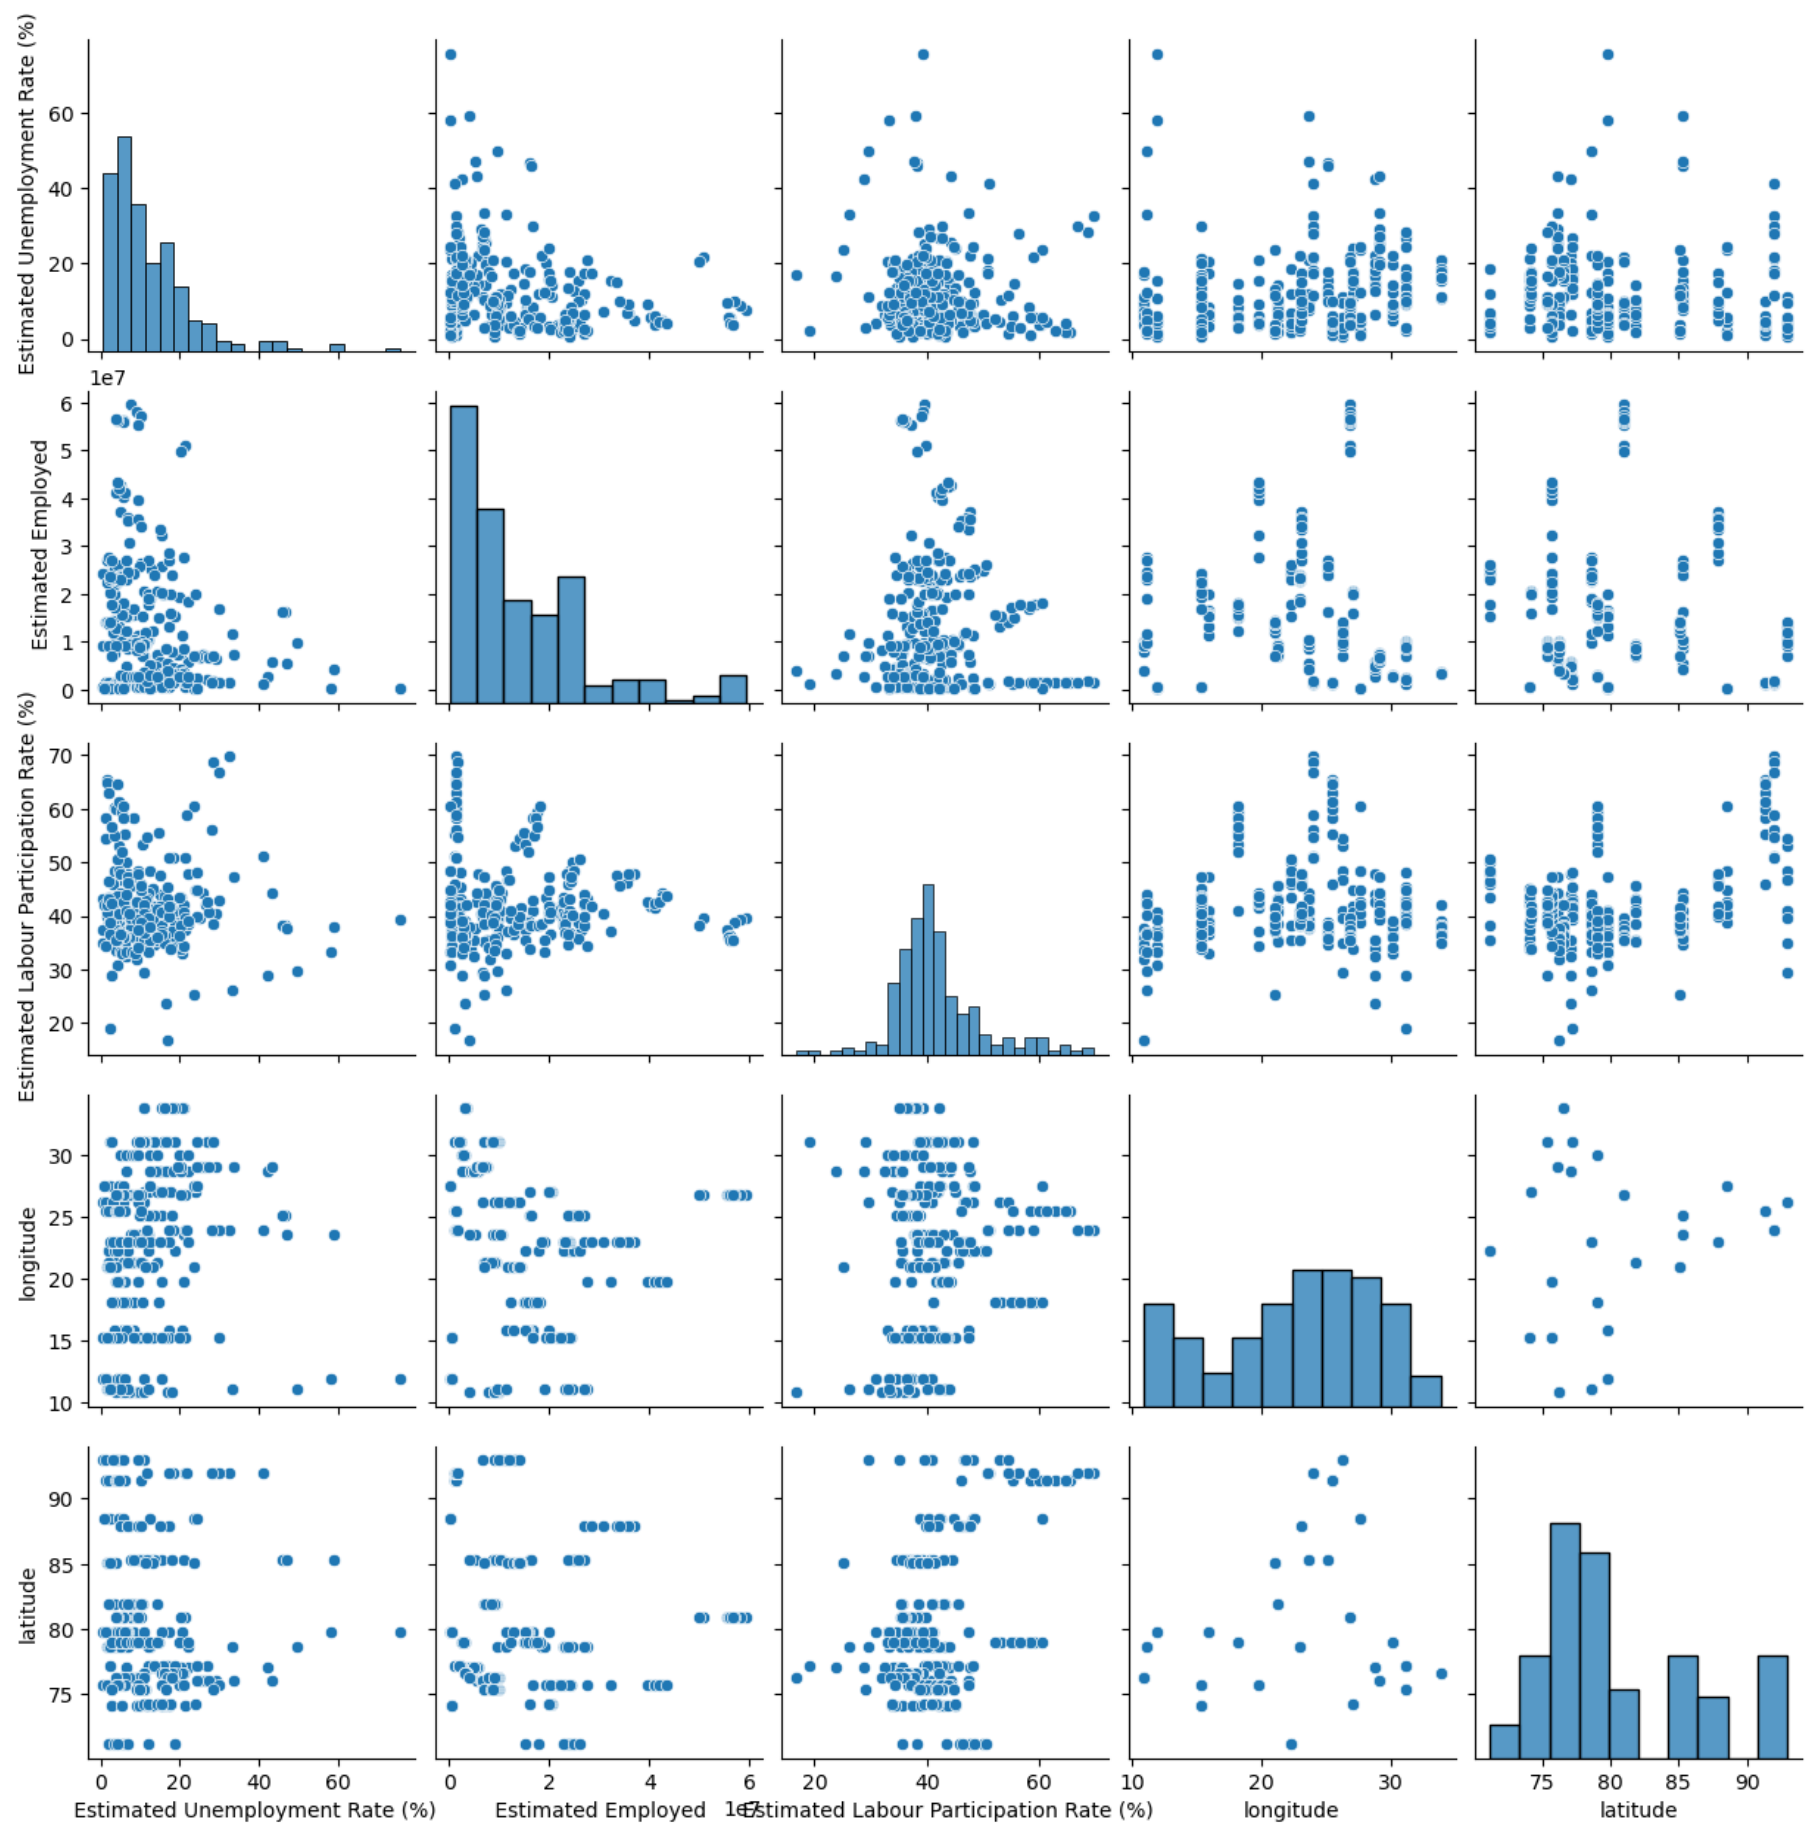 Estimated Unemployment Rate (%)
60
40
20
0
1e7
Estimated Employed
6
5
4
3
2
1
0
Estimated Labour Participation Rate (%)
70
60
50
40
30
20
longitude
30
25
20
15
10
latitude
90
85
80
75
0 20 40 60
0 2 4 6
20 40 60
10 20 30
75 80 85 90
Estimated Unemployment Rate (%)
Estimated Employed
1e7
Estimated Labour Participation Rate (%)
longitude
latitude